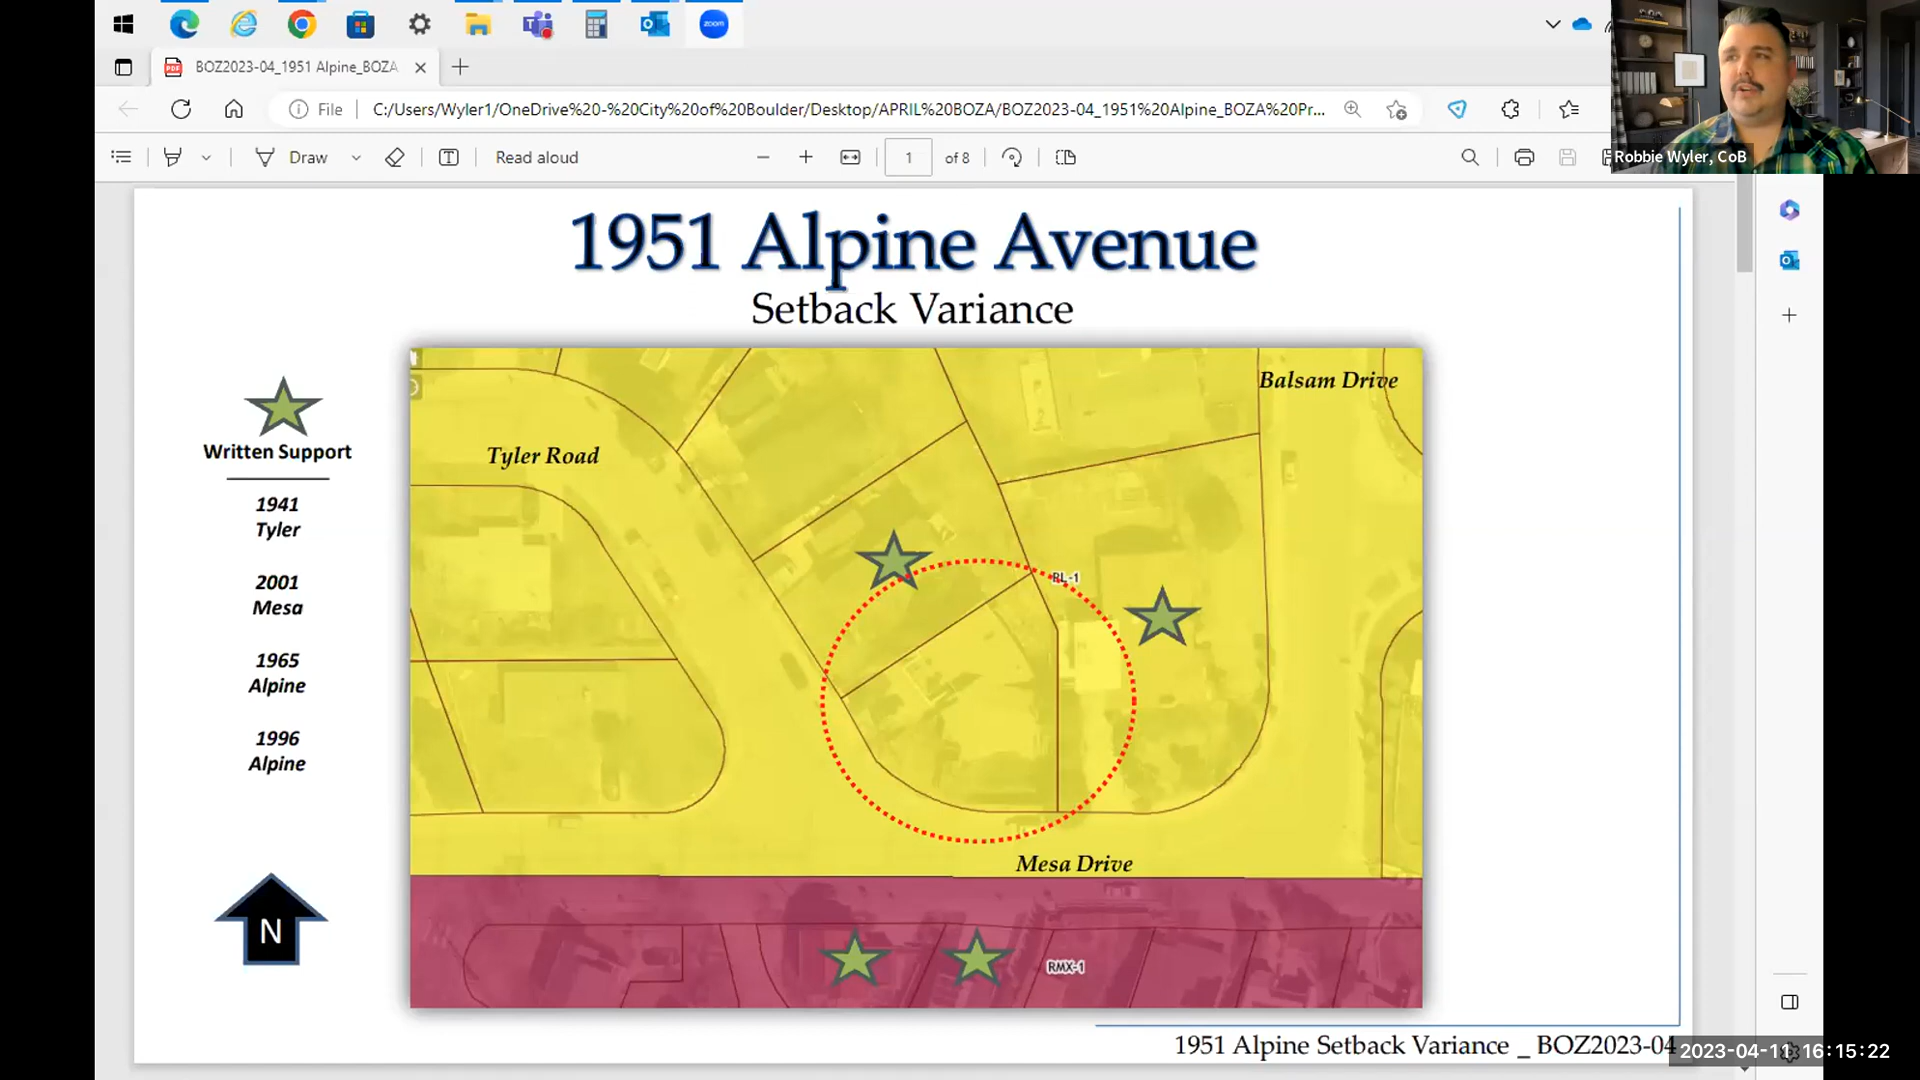 zoom
BOZ2023-04_1951 Alpine_BOZA
File
C:/Users/Wyler1/OneDrive%20-%20City%20of%20Boulder/Desktop/APRIL%20BOZA/BOZ2023-04_1951%20Alpine_BOZA%20Pr...
Draw
Read aloud
1 of 8
Robbie Wyler, CoB
1951 Alpine Avenue
Setback Variance
Written Support
1941
Tyler
2001
Mesa
1965
Alpine
1996
Alpine
N
Balsam Drive
Tyler Road
RL-1
Mesa Drive
RMX-1
1951 Alpine Setback Variance _ BOZ2023-04
2023-04-11 16:15:22